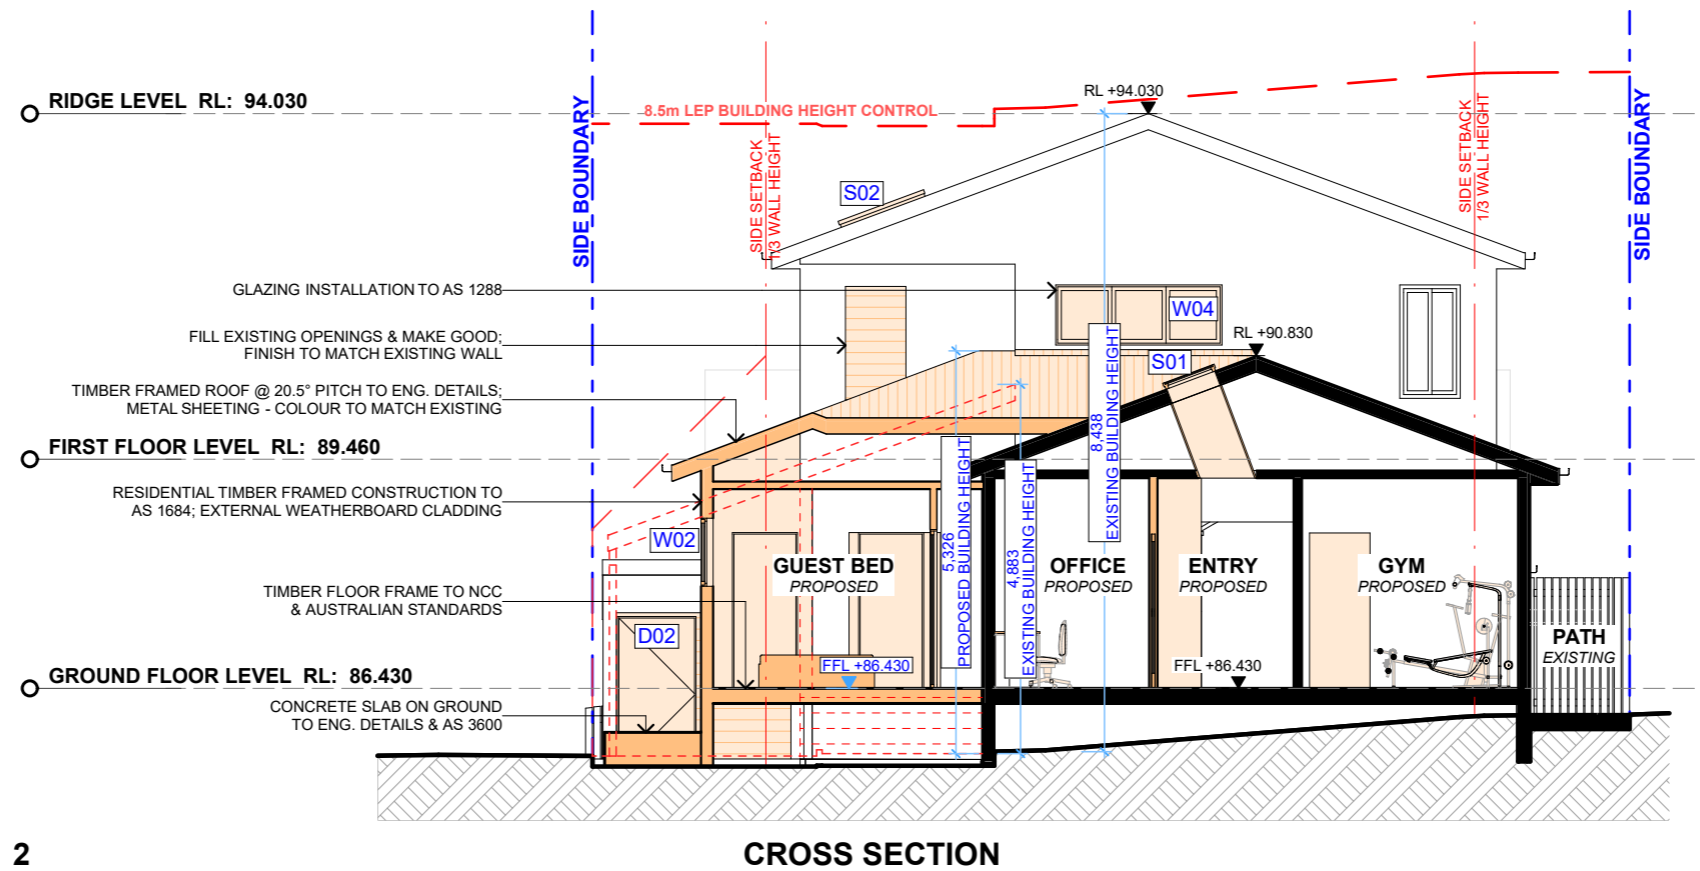 RIDGE LEVEL RL: 94.030
RL +94.030
8.5m LEP BUILDING HEIGHT CONTROL
SIDE BOUNDARY
SIDE SETBACK
1/3 WALL HEIGHT
SIDE SETBACK
1/3 WALL HEIGHT
SIDE BOUNDARY
S02
GLAZING INSTALLATION TO AS 1288
W04
FILL EXISTING OPENINGS & MAKE GOOD;
FINISH TO MATCH EXISTING WALL
RL +90.830
S01
TIMBER FRAMED ROOF @ 20.5° PITCH TO ENG. DETAILS;
METAL SHEETING - COLOUR TO MATCH EXISTING
8,438
EXISTING BUILDING HEIGHT
FIRST FLOOR LEVEL RL: 89.460
5,326
PROPOSED BUILDING HEIGHT
4,883
EXISTING BUILDING HEIGHT
RESIDENTIAL TIMBER FRAMED CONSTRUCTION TO
AS 1684; EXTERNAL WEATHERBOARD CLADDING
W02
GUEST BED
PROPOSED
OFFICE
PROPOSED
ENTRY
PROPOSED
GYM
PROPOSED
TIMBER FLOOR FRAME TO NCC
& AUSTRALIAN STANDARDS
D02
PATH
EXISTING
FFL +86.430
FFL +86.430
GROUND FLOOR LEVEL RL: 86.430
CONCRETE SLAB ON GROUND
TO ENG. DETAILS & AS 3600
2
CROSS SECTION